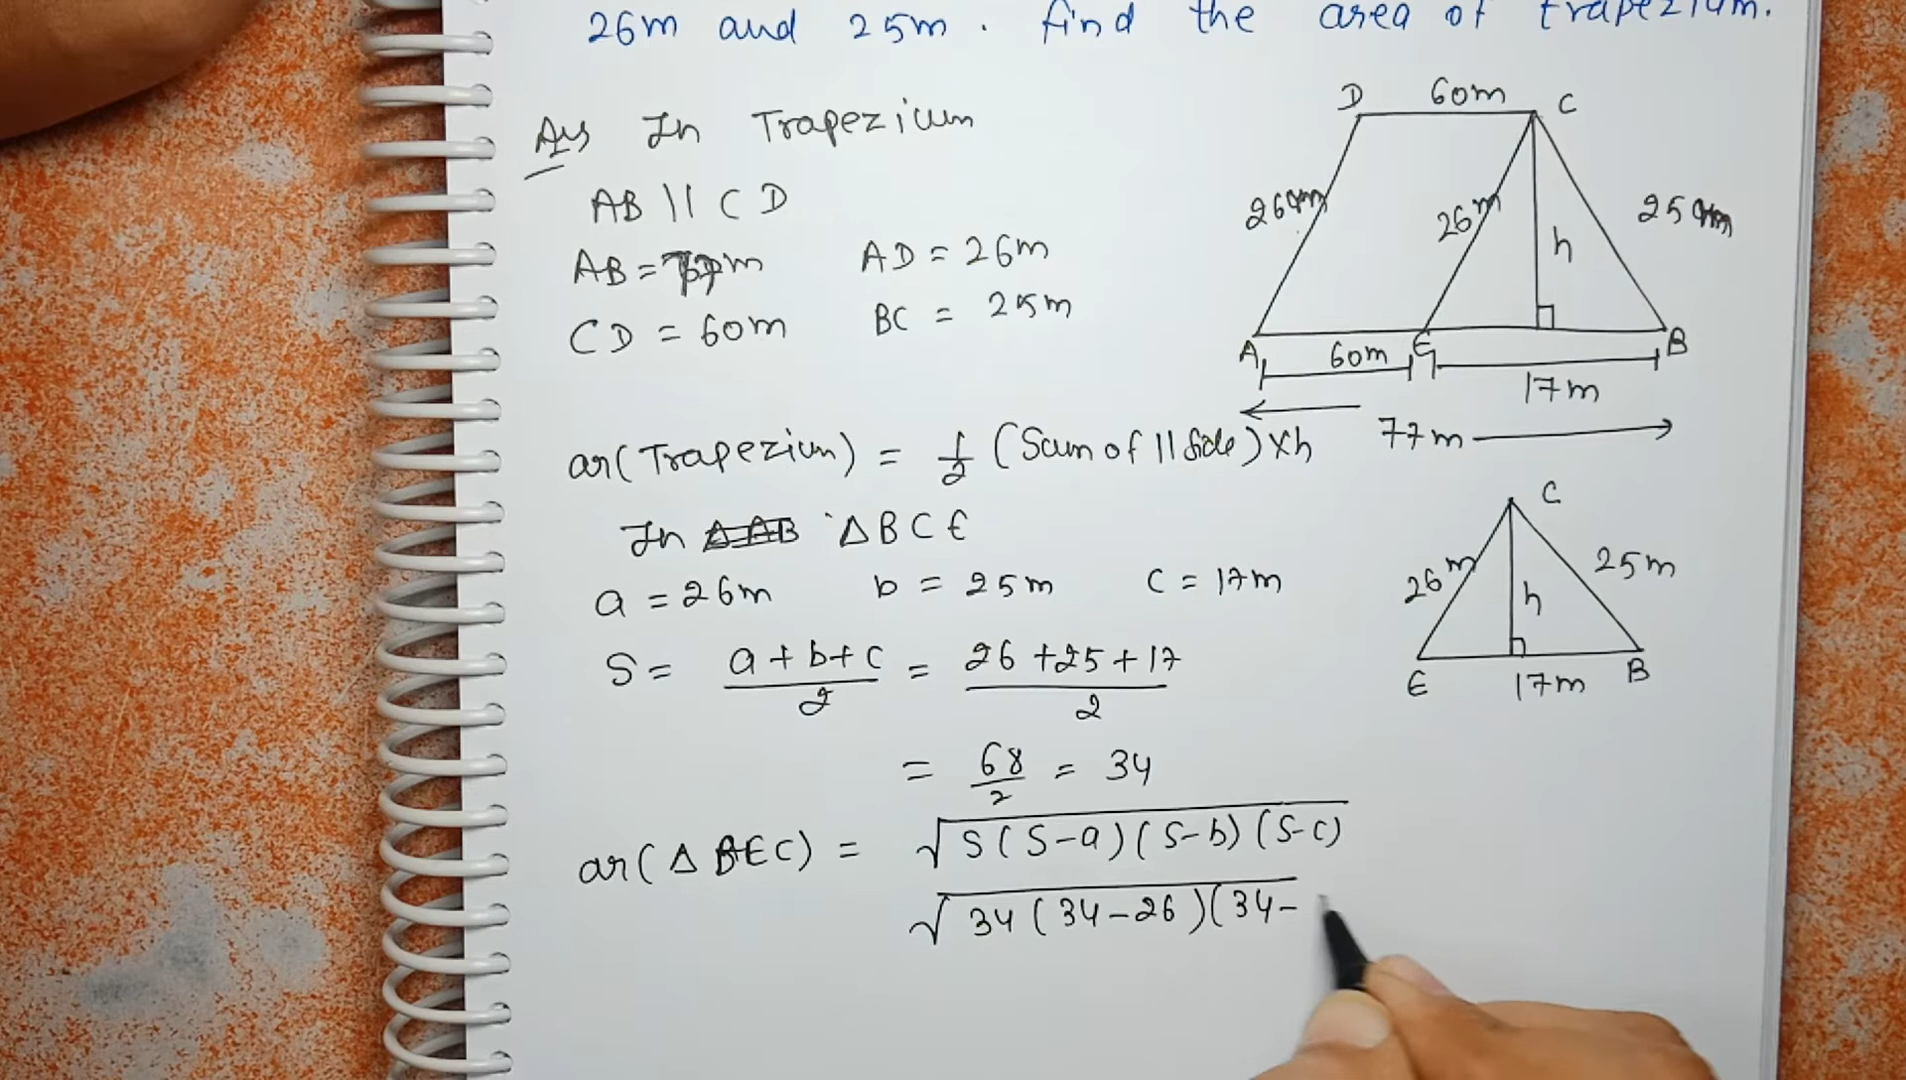 26m and 25m. find the area of trapezium.
Ans In Trapezium
AB || CD
AB = 77m AD = 26m
CD = 60m BC = 25m
D 60m C
26m 26m h 25m
A 60m E B
17m
77m
ar(Trapezium) = 1/2 (Sum of || Side) × h
In ΔBCE
a = 26m b = 25m C = 17m
S = a+b+c/2 = 26+25+17/2
= 68/2 = 34
C
26m h 25m
E 17m B
ar(Δ BEC) = √S(S-a)(S-b)(S-c)
√34(34-26)(34-